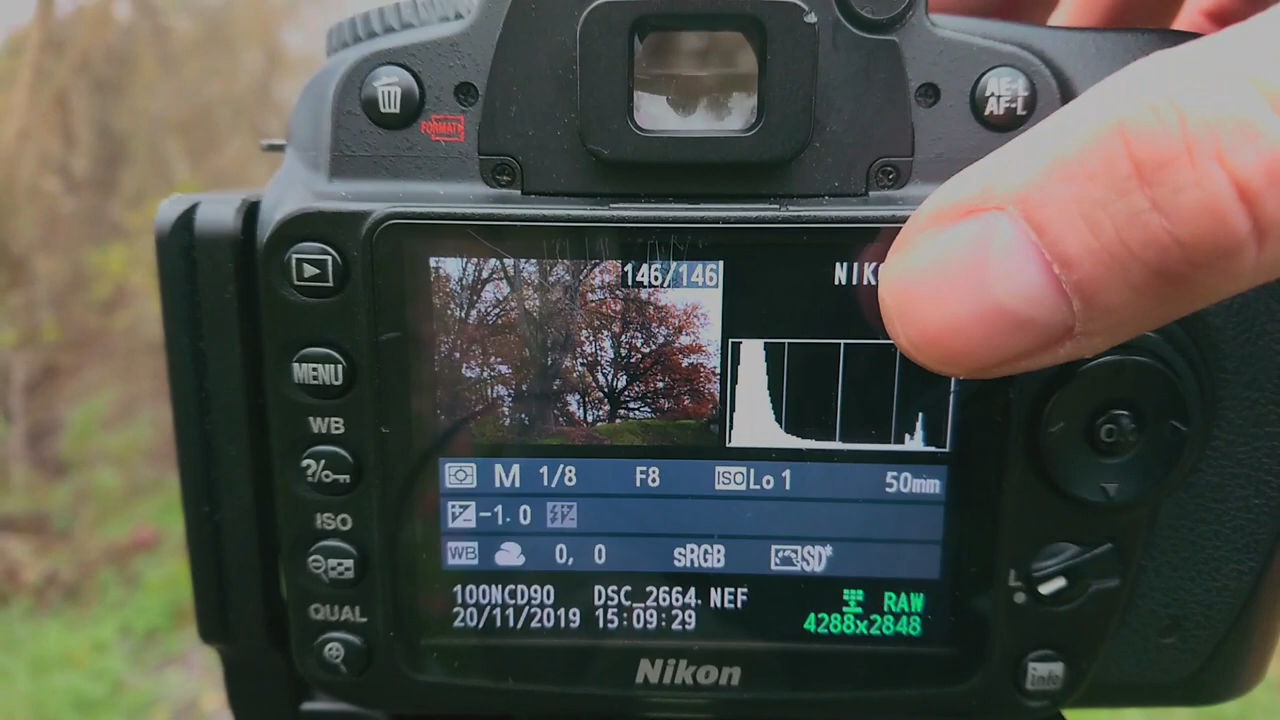 FORMAT
AE-L
AF-L
146/146
NIK
MENU
WB
?/
ISO
QUAL
M 1/8 F8 ISO Lo 1 50mm
-1.0
WB 0, 0 sRGB SD*
100NCD90 DSC_2664.NEF RAW
20/11/2019 15:09:29 4288x2848
OK
L
Nikon
info